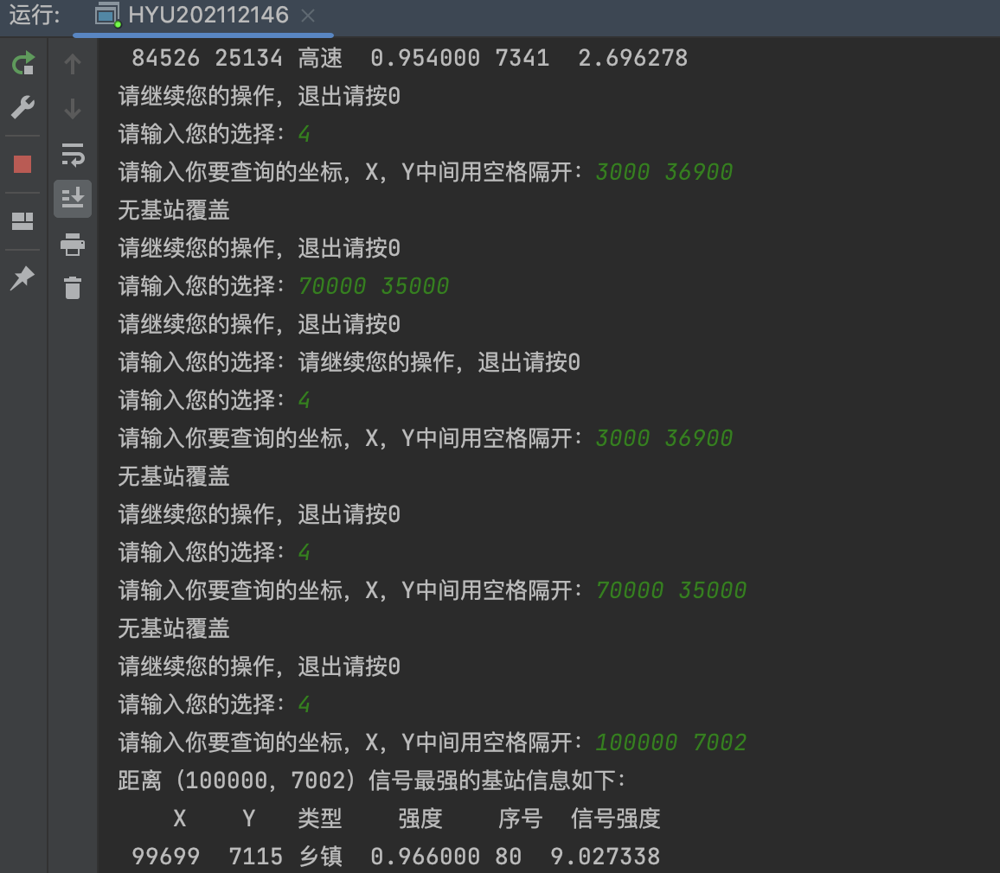 运行: HYU202112146
84526 25134 高速 0.954000 7341 2.696278
请继续您的操作，退出请按0
请输入您的选择：4
请输入你要查询的坐标，X，Y中间用空格隔开：3000 36900
无基站覆盖
请继续您的操作，退出请按0
请输入您的选择：70000 35000
请继续您的操作，退出请按0
请输入您的选择：请继续您的操作，退出请按0
请输入您的选择：4
请输入你要查询的坐标，X，Y中间用空格隔开：3000 36900
无基站覆盖
请继续您的操作，退出请按0
请输入您的选择：4
请输入你要查询的坐标，X，Y中间用空格隔开：70000 35000
无基站覆盖
请继续您的操作，退出请按0
请输入您的选择：4
请输入你要查询的坐标，X，Y中间用空格隔开：100000 7002
距离（100000，7002）信号最强的基站信息如下：
X Y 类型 强度 序号 信号强度
99699 7115 乡镇 0.966000 80 9.027338